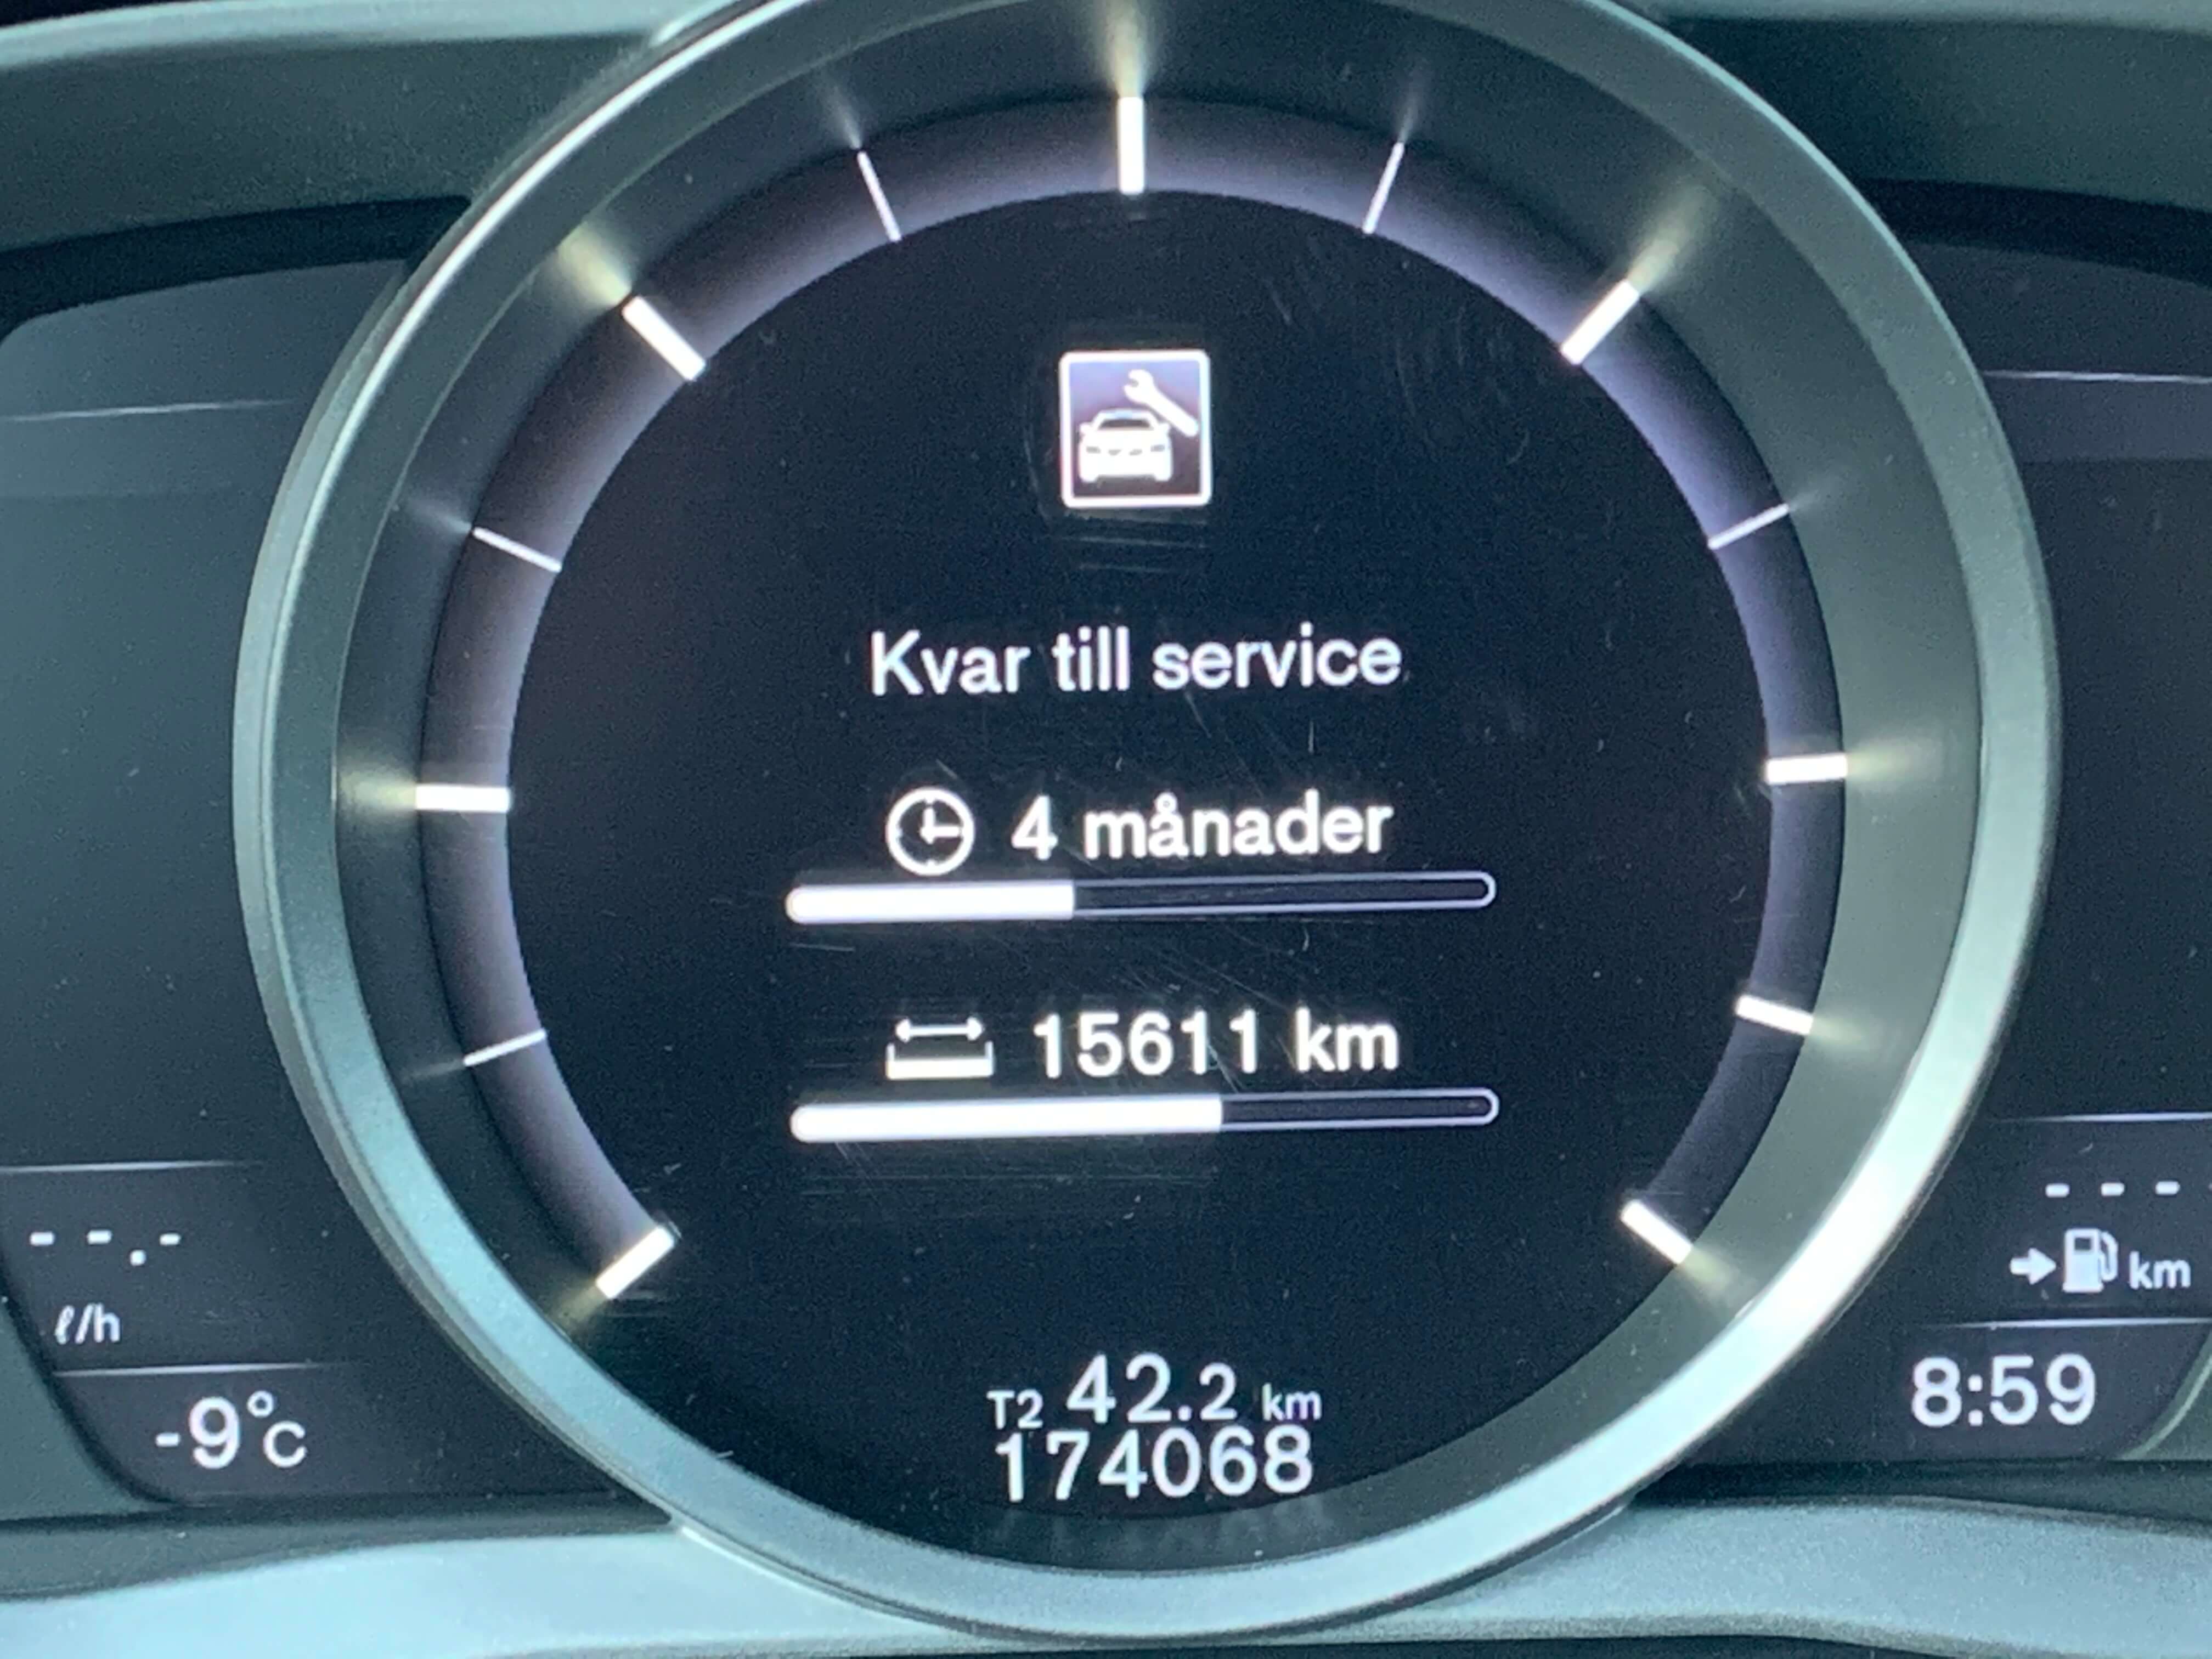 Kvar till service
4 månader
15611 km
--.-
l/h
-9°C
T2 42.2 km
174068
---
km
8:59